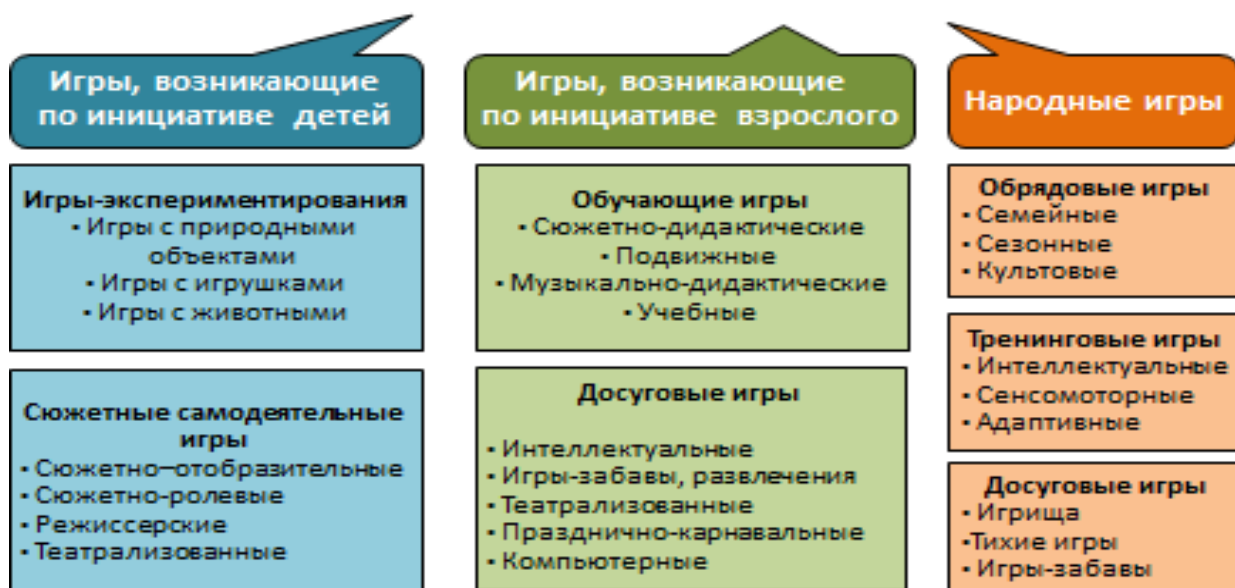 Игры, возникающие
по инициативе детей
Игры-экспериментирования
▪ Игры с природными
объектами
▪ Игры с игрушками
▪ Игры с животными
Сюжетные самодеятельные
игры
▪ Сюжетно–отобразительные
▪ Сюжетно-ролевые
▪ Режиссерские
▪ Театрализованные
Игры, возникающие
по инициативе взрослого
Обучающие игры
▪ Сюжетно-дидактические
▪ Подвижные
▪ Музыкально-дидактические
▪ Учебные
Досуговые игры
▪ Интеллектуальные
▪ Игры-забавы, развлечения
▪ Театрализованные
▪ Празднично-карнавальные
▪ Компьютерные
Народные игры
Обрядовые игры
▪ Семейные
▪ Сезонные
▪ Культовые
Тренинговые игры
▪ Интеллектуальные
▪ Сенсомоторные
▪ Адаптивные
Досуговые игры
▪ Игрища
▪Тихие игры
▪ Игры-забавы